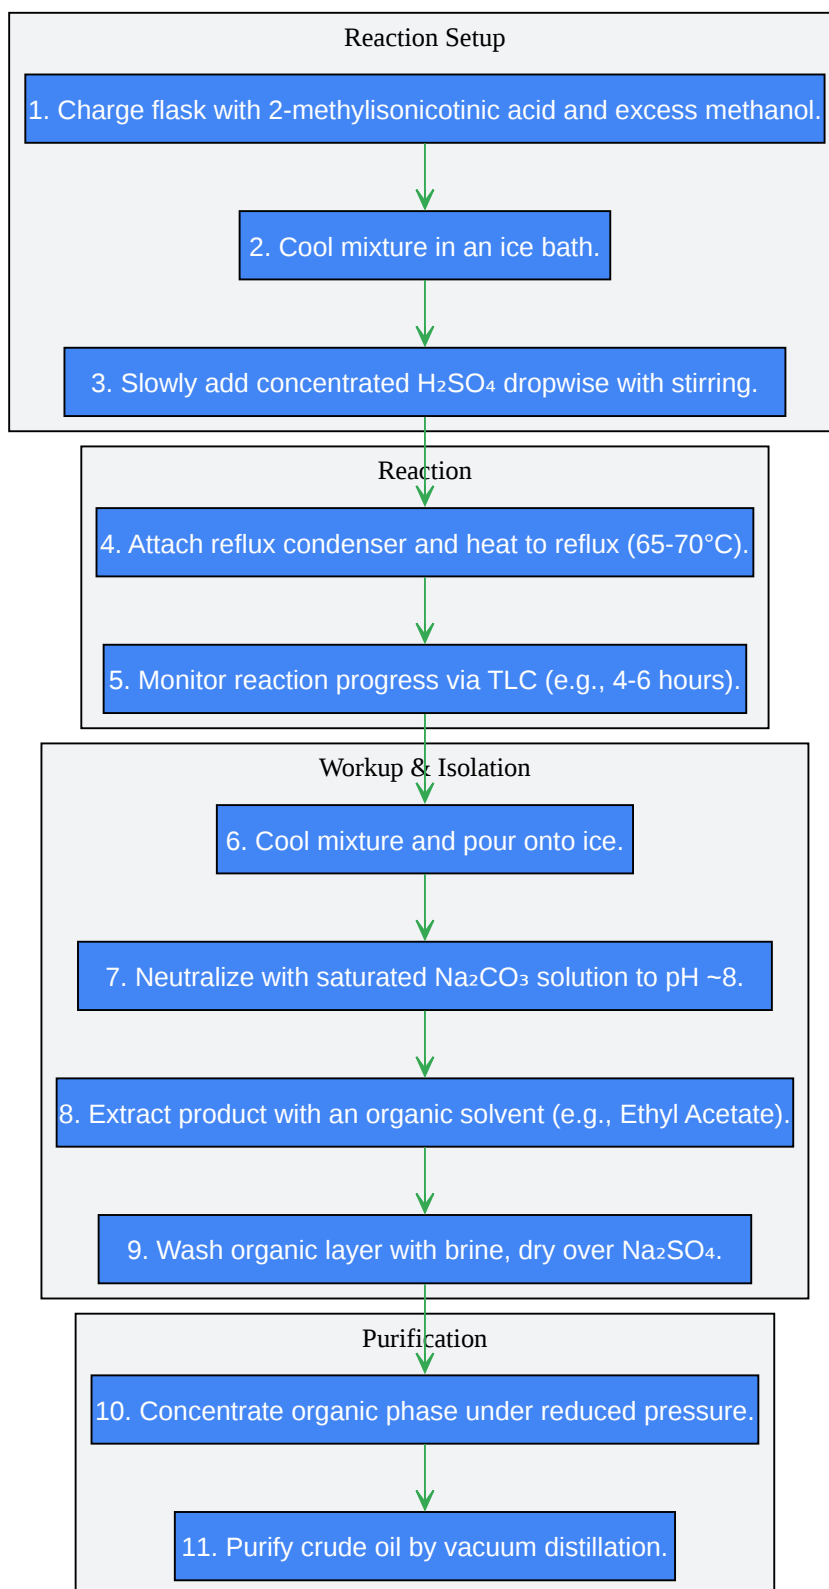 Reaction Setup
1. Charge flask with 2-methylisonicotinic acid and excess methanol.
2. Cool mixture in an ice bath.
3. Slowly add concentrated H₂SO₄ dropwise with stirring.
Reaction
4. Attach reflux condenser and heat to reflux (65-70°C).
5. Monitor reaction progress via TLC (e.g., 4-6 hours).
Workup & Isolation
6. Cool mixture and pour onto ice.
7. Neutralize with saturated Na₂CO₃ solution to pH ~8.
8. Extract product with an organic solvent (e.g., Ethyl Acetate).
9. Wash organic layer with brine, dry over Na₂SO₄.
Purification
10. Concentrate organic phase under reduced pressure.
11. Purify crude oil by vacuum distillation.